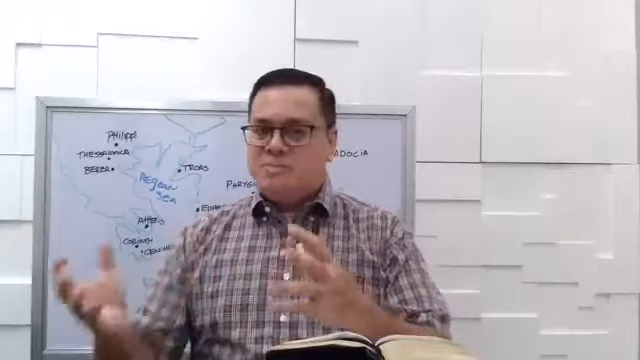 Philippi
THESSALONICA
BEREA
TROAS
Aegean
Sea
PHRYG
ADOCIA
ATHENS
CORINTH